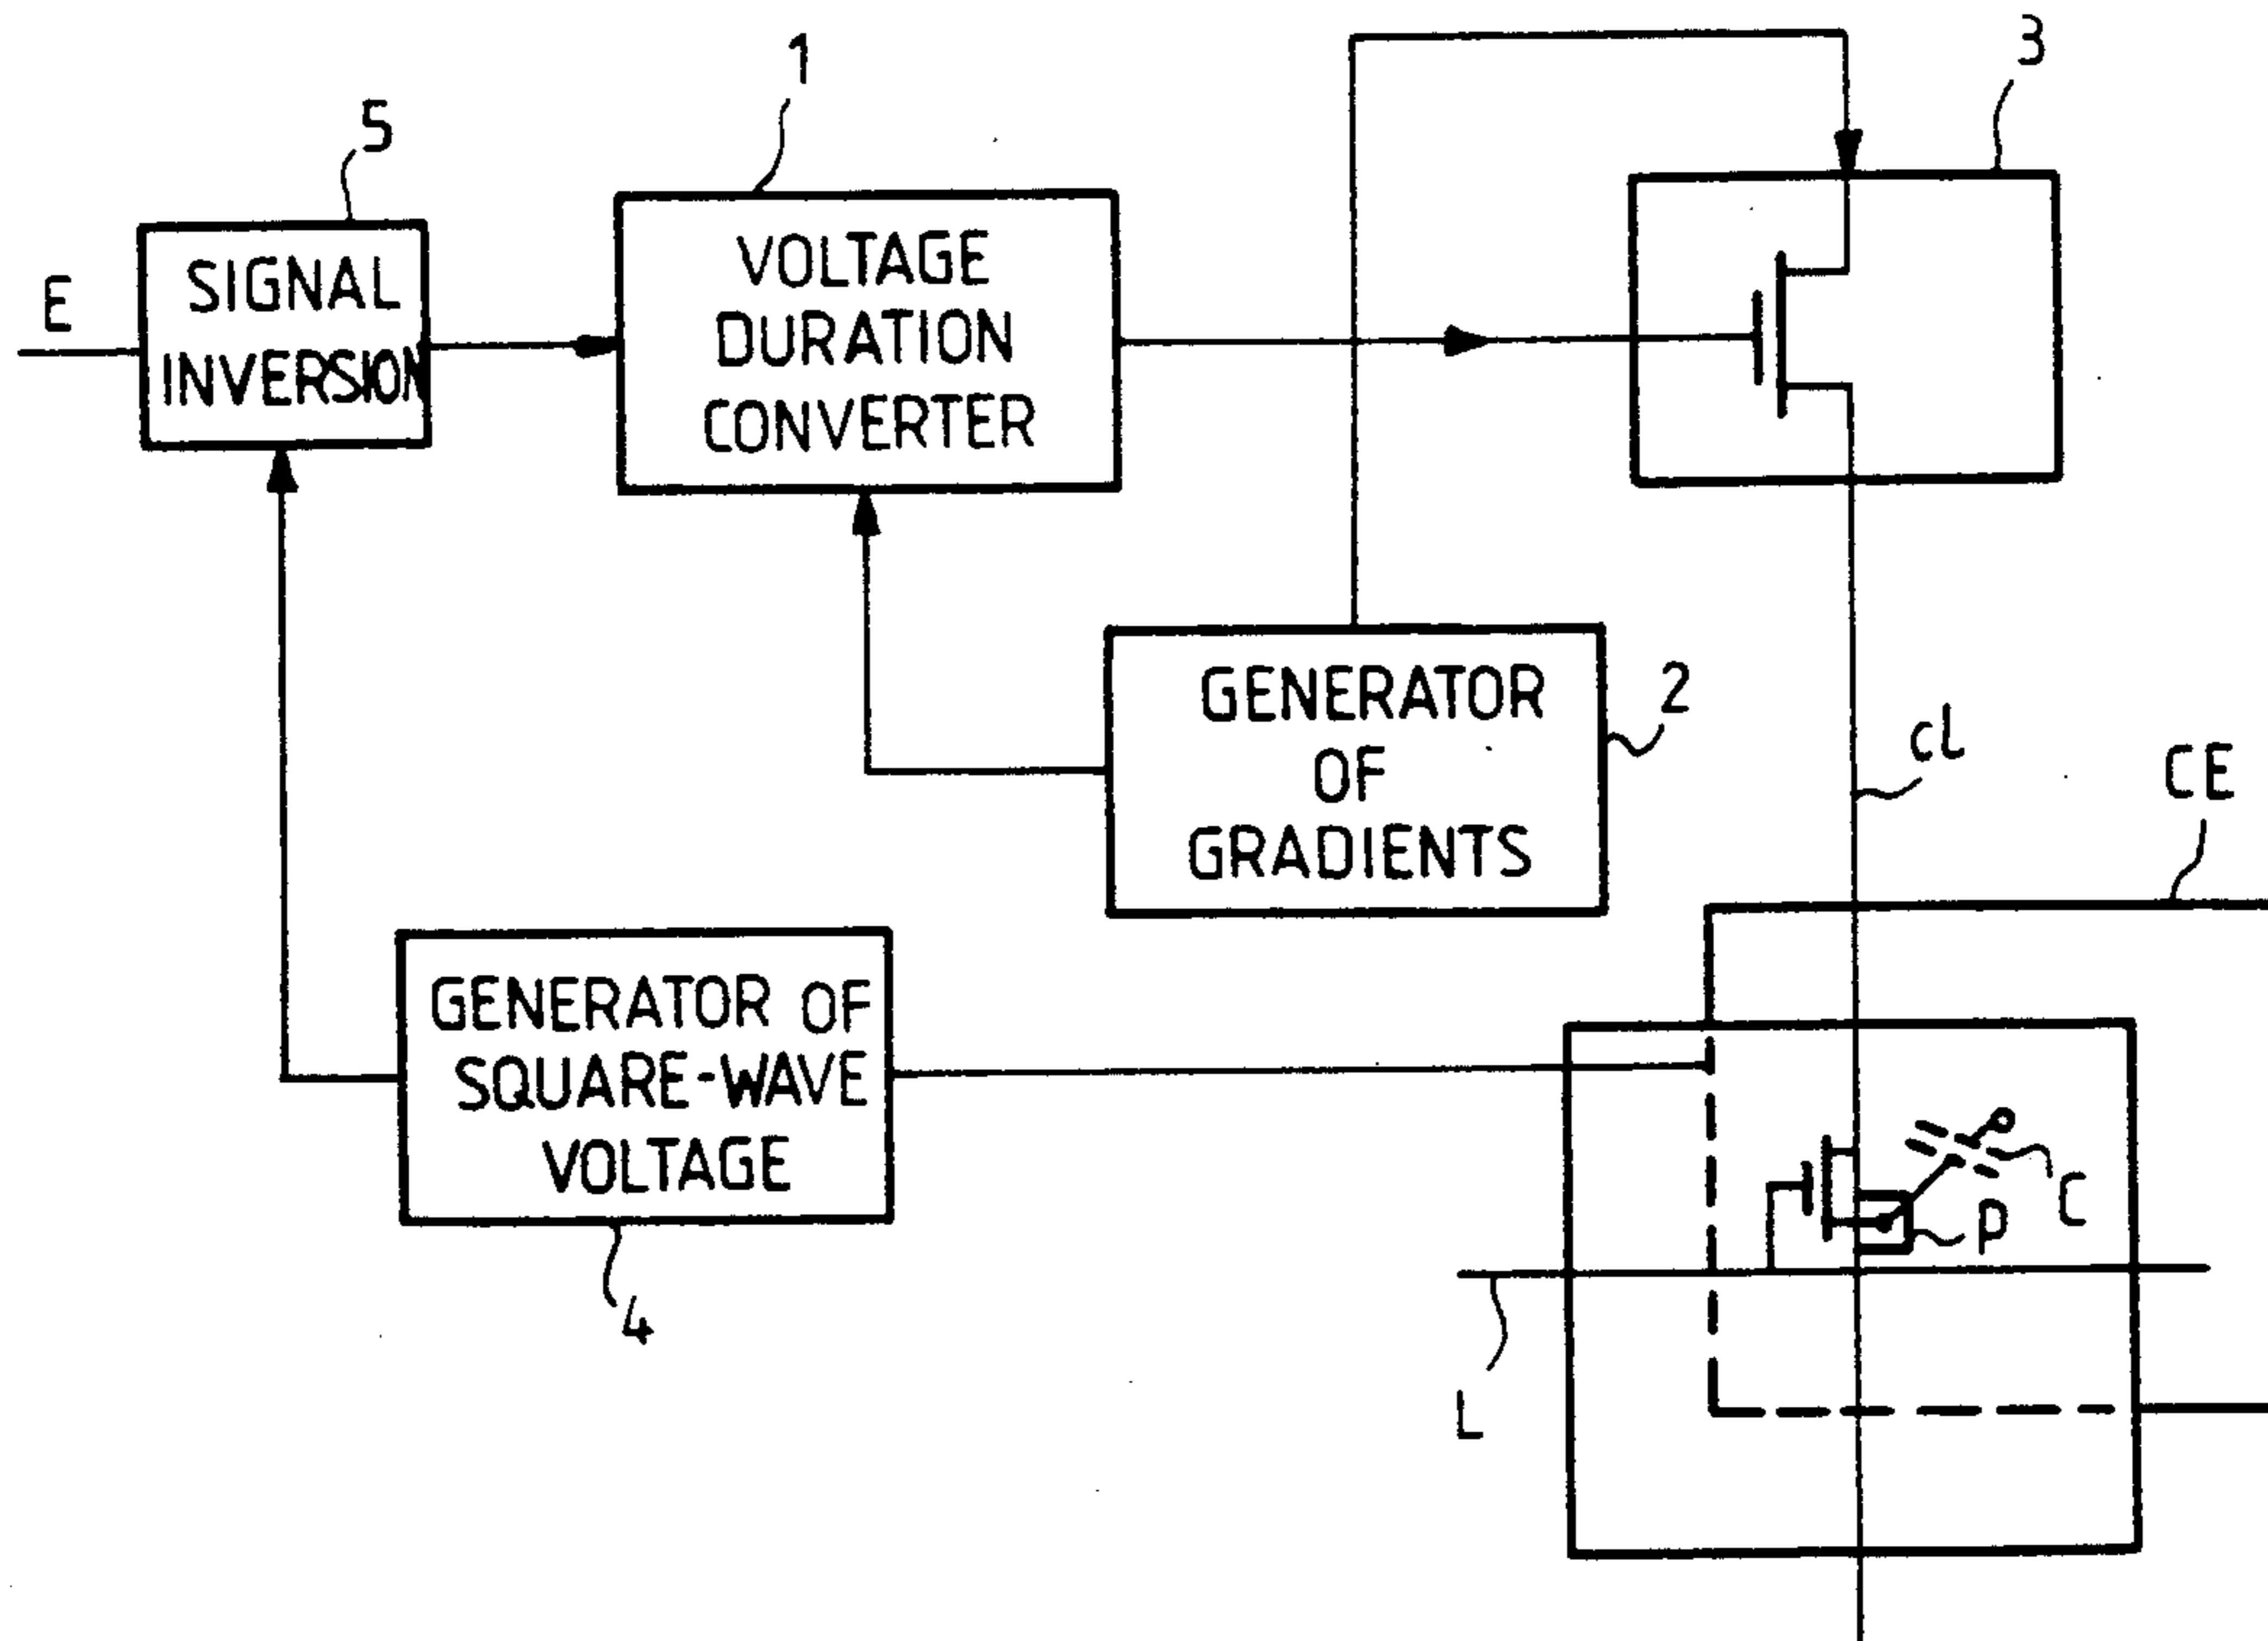 5
1
3
E
SIGNAL
INVERSION
VOLTAGE
DURATION
CONVERTER
GENERATOR
OF
GRADIENTS
2
cl
CE
GENERATOR OF
SQUARE-WAVE
VOLTAGE
4
C
p
L